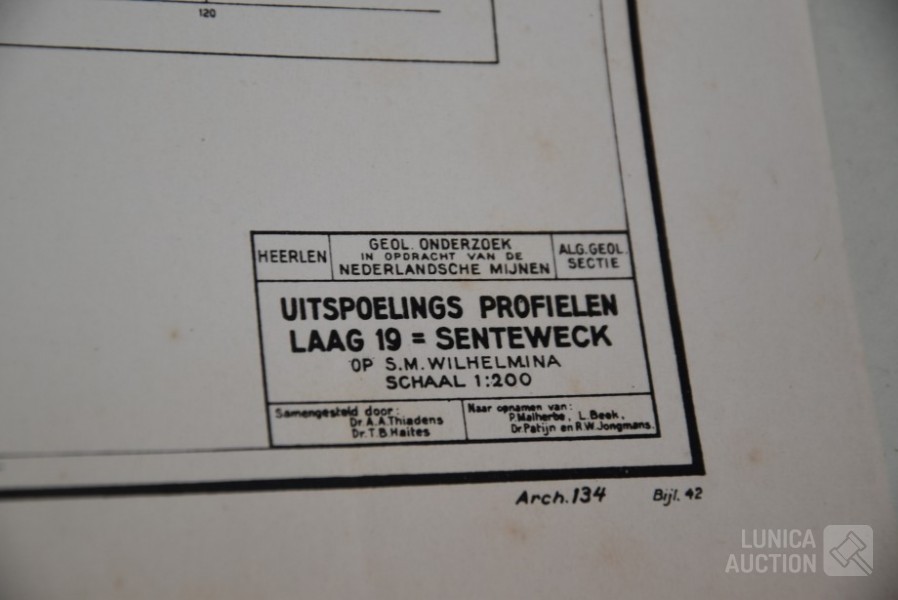 120
HEERLEN
GEOL. ONDERZOEK
IN OPDRACHT VAN DE
NEDERLANDSCHE MIJNEN
ALG. GEOL.
SECTIE
UITSPOELINGS PROFIELEN
LAAG 19 = SENTEWECK
OP S.M. WILHELMINA
SCHAAL 1:200
Samengesteld door:
Dr. A.A. Thiadens
Dr. T.B. Haites
Naar opnamen van:
P. Malherbe, L. Beek,
Dr. Patijn en R.W. Jongmans.
Arch. 134
Bijl. 42
LUNICA
AUCTION